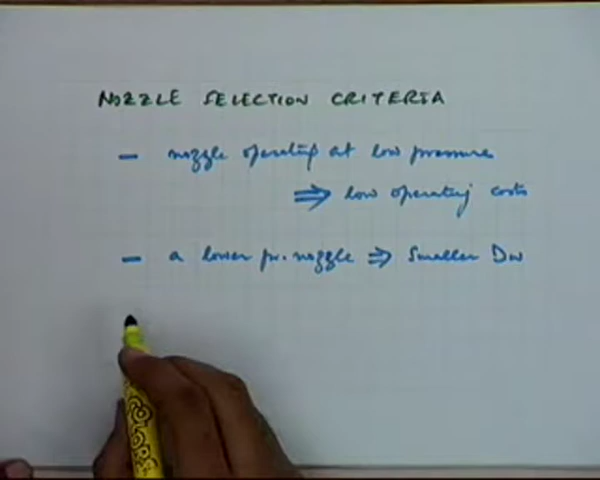 NOZZLE SELECTION CRITERIA
— nozzle operating at low pressure
⇒ low operating costs
— a lower pr. nozzle ⇒ Smaller Dw